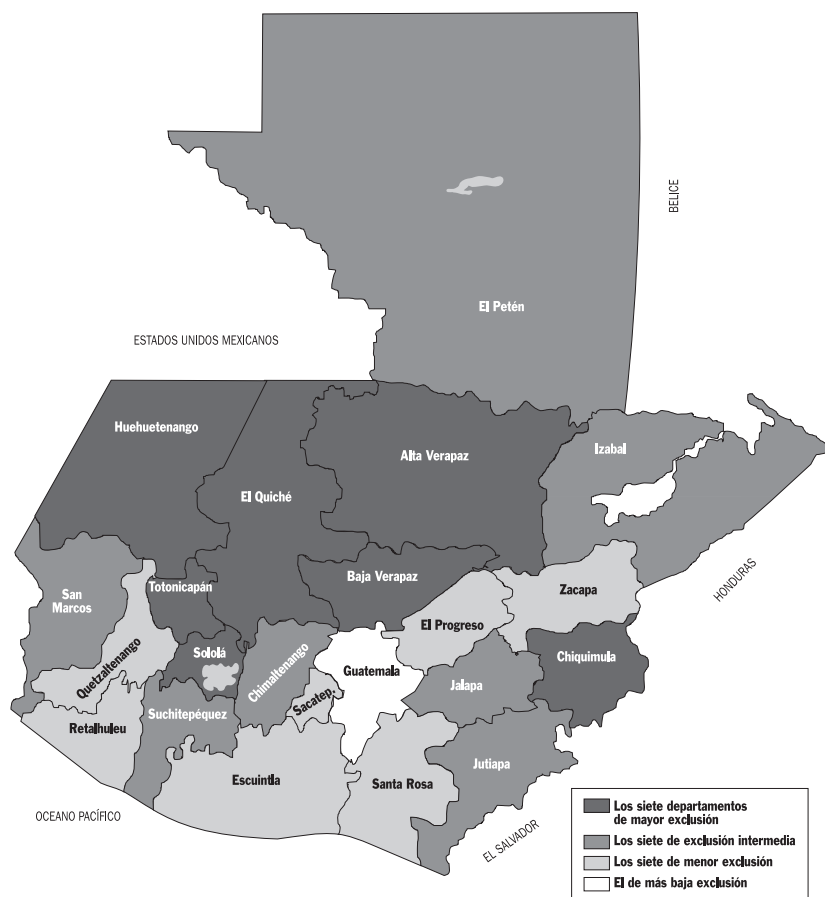 BELICE
El Petén
ESTADOS UNIDOS MEXICANOS
Huehuetenango
Alta Verapaz
Izabal
El Quiché
HONDURAS
San
Marcos
Totonicapán
Baja Verapaz
Zacapa
El Progreso
Quetzaltenango
Sololá
Chimaltenango
Guatemala
Chiquimula
Sacatep.
Jalapa
Retalhuleu
Suchitepéquez
Escuintla
Santa Rosa
Jutiapa
OCEANO PACÍFICO
EL SALVADOR
Los siete departamentos
de mayor exclusión
Los siete de exclusión intermedia
Los siete de menor exclusión
El de más baja exclusión